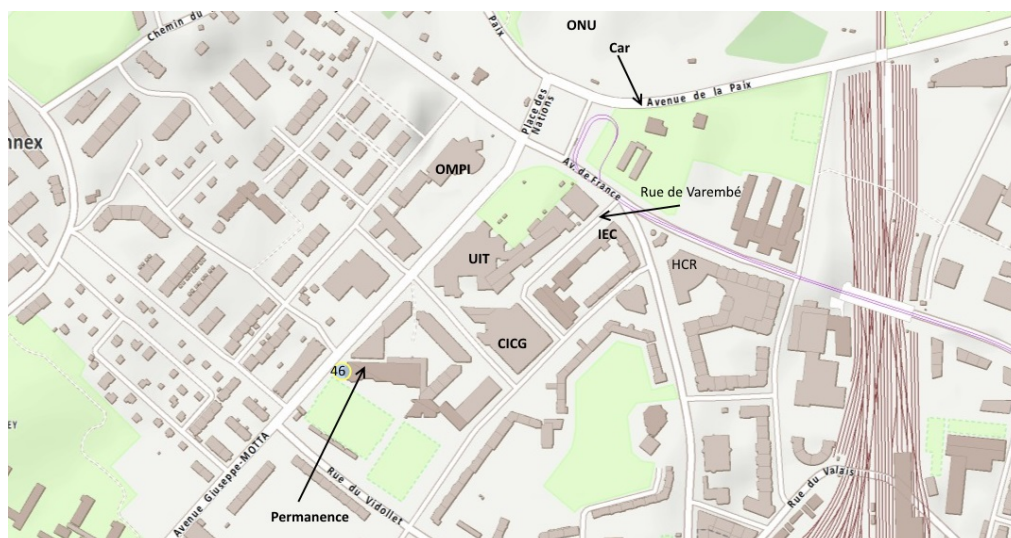 ONU
Paix
Chemin du
Car
Avenue de la Paix
Place des
Nations
nnex
OMPI
Av. de France
Rue de Varembé
IEC
UIT
HCR
CICG
46
EY
Avenue Giuseppe-MOTTA
Rue du Vidollet
Rue du Valais
Permanence